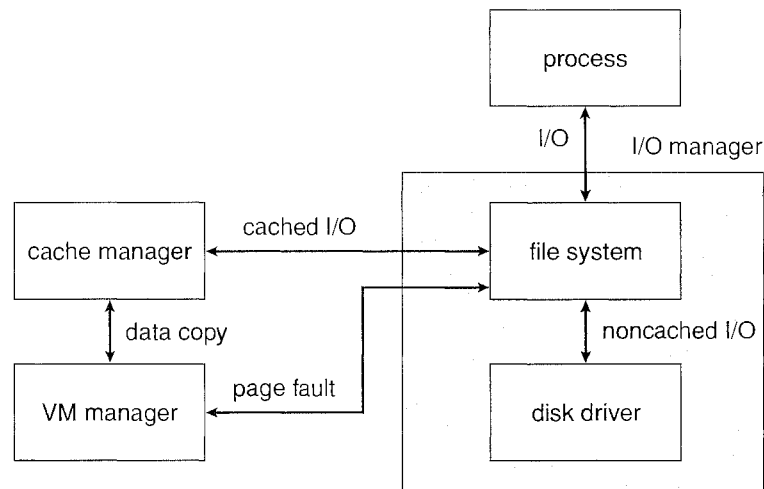 process
I/O
I/O manager
cache manager
cached I/O
file system
data copy
noncached I/O
VM manager
page fault
disk driver